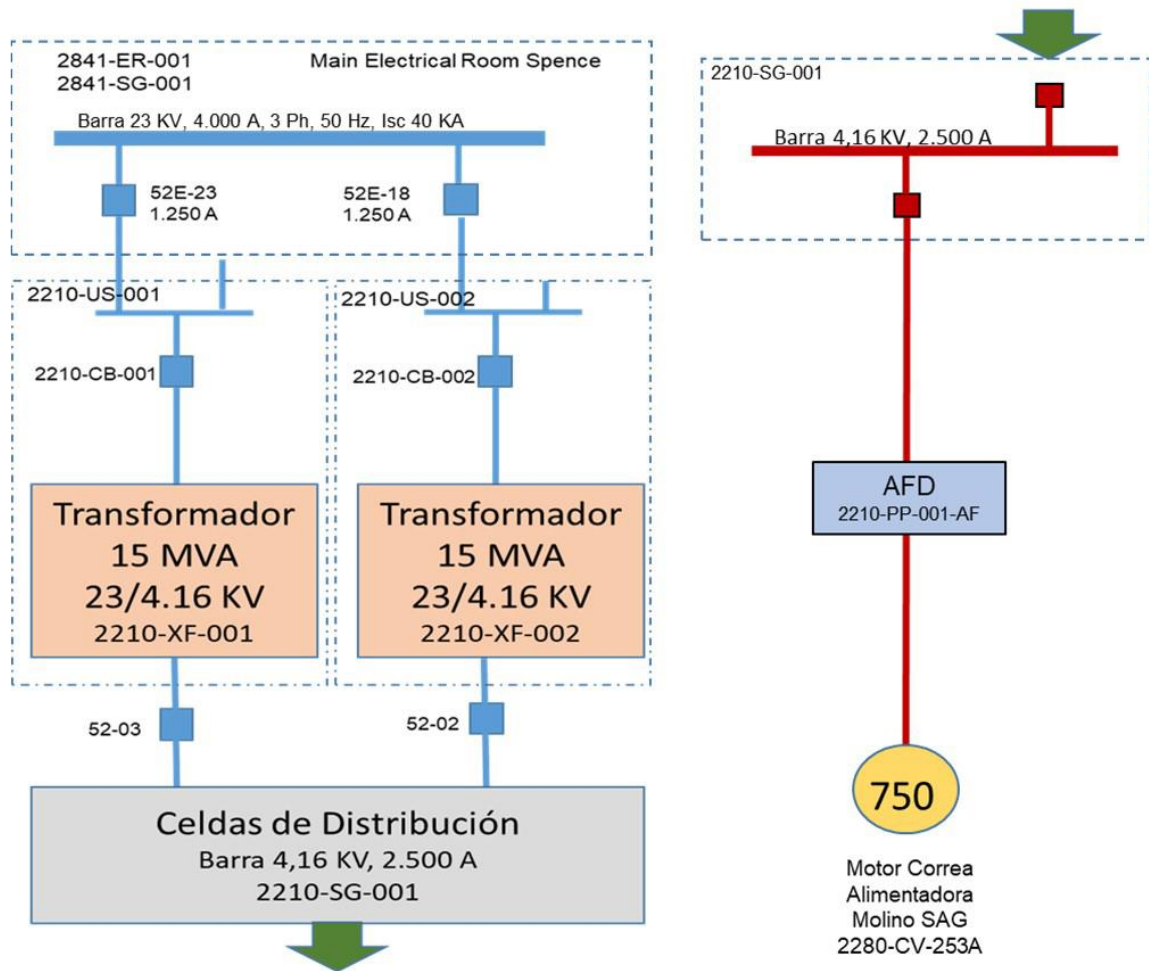 2841-ER-001
2841-SG-001
Main Electrical Room Spence
Barra 23 KV, 4.000 A, 3 Ph, 50 Hz, Isc 40 KA
52E-23
1.250 A
52E-18
1.250 A
2210-US-001
2210-US-002
2210-CB-001
2210-CB-002
Transformador
15 MVA
23/4.16 KV
2210-XF-001
Transformador
15 MVA
23/4.16 KV
2210-XF-002
52-03
52-02
Celdas de Distribución
Barra 4,16 KV, 2.500 A
2210-SG-001
2210-SG-001
Barra 4,16 KV, 2.500 A
AFD
2210-PP-001-AF
750
Motor Correa
Alimentadora
Molino SAG
2280-CV-253A